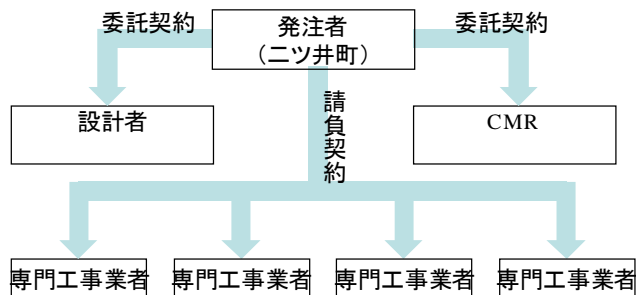 委託契約
発注者
（二ツ井町）
委託契約
設計者
請負契約
CMR
専門工事業者
専門工事業者
専門工事業者
専門工事業者